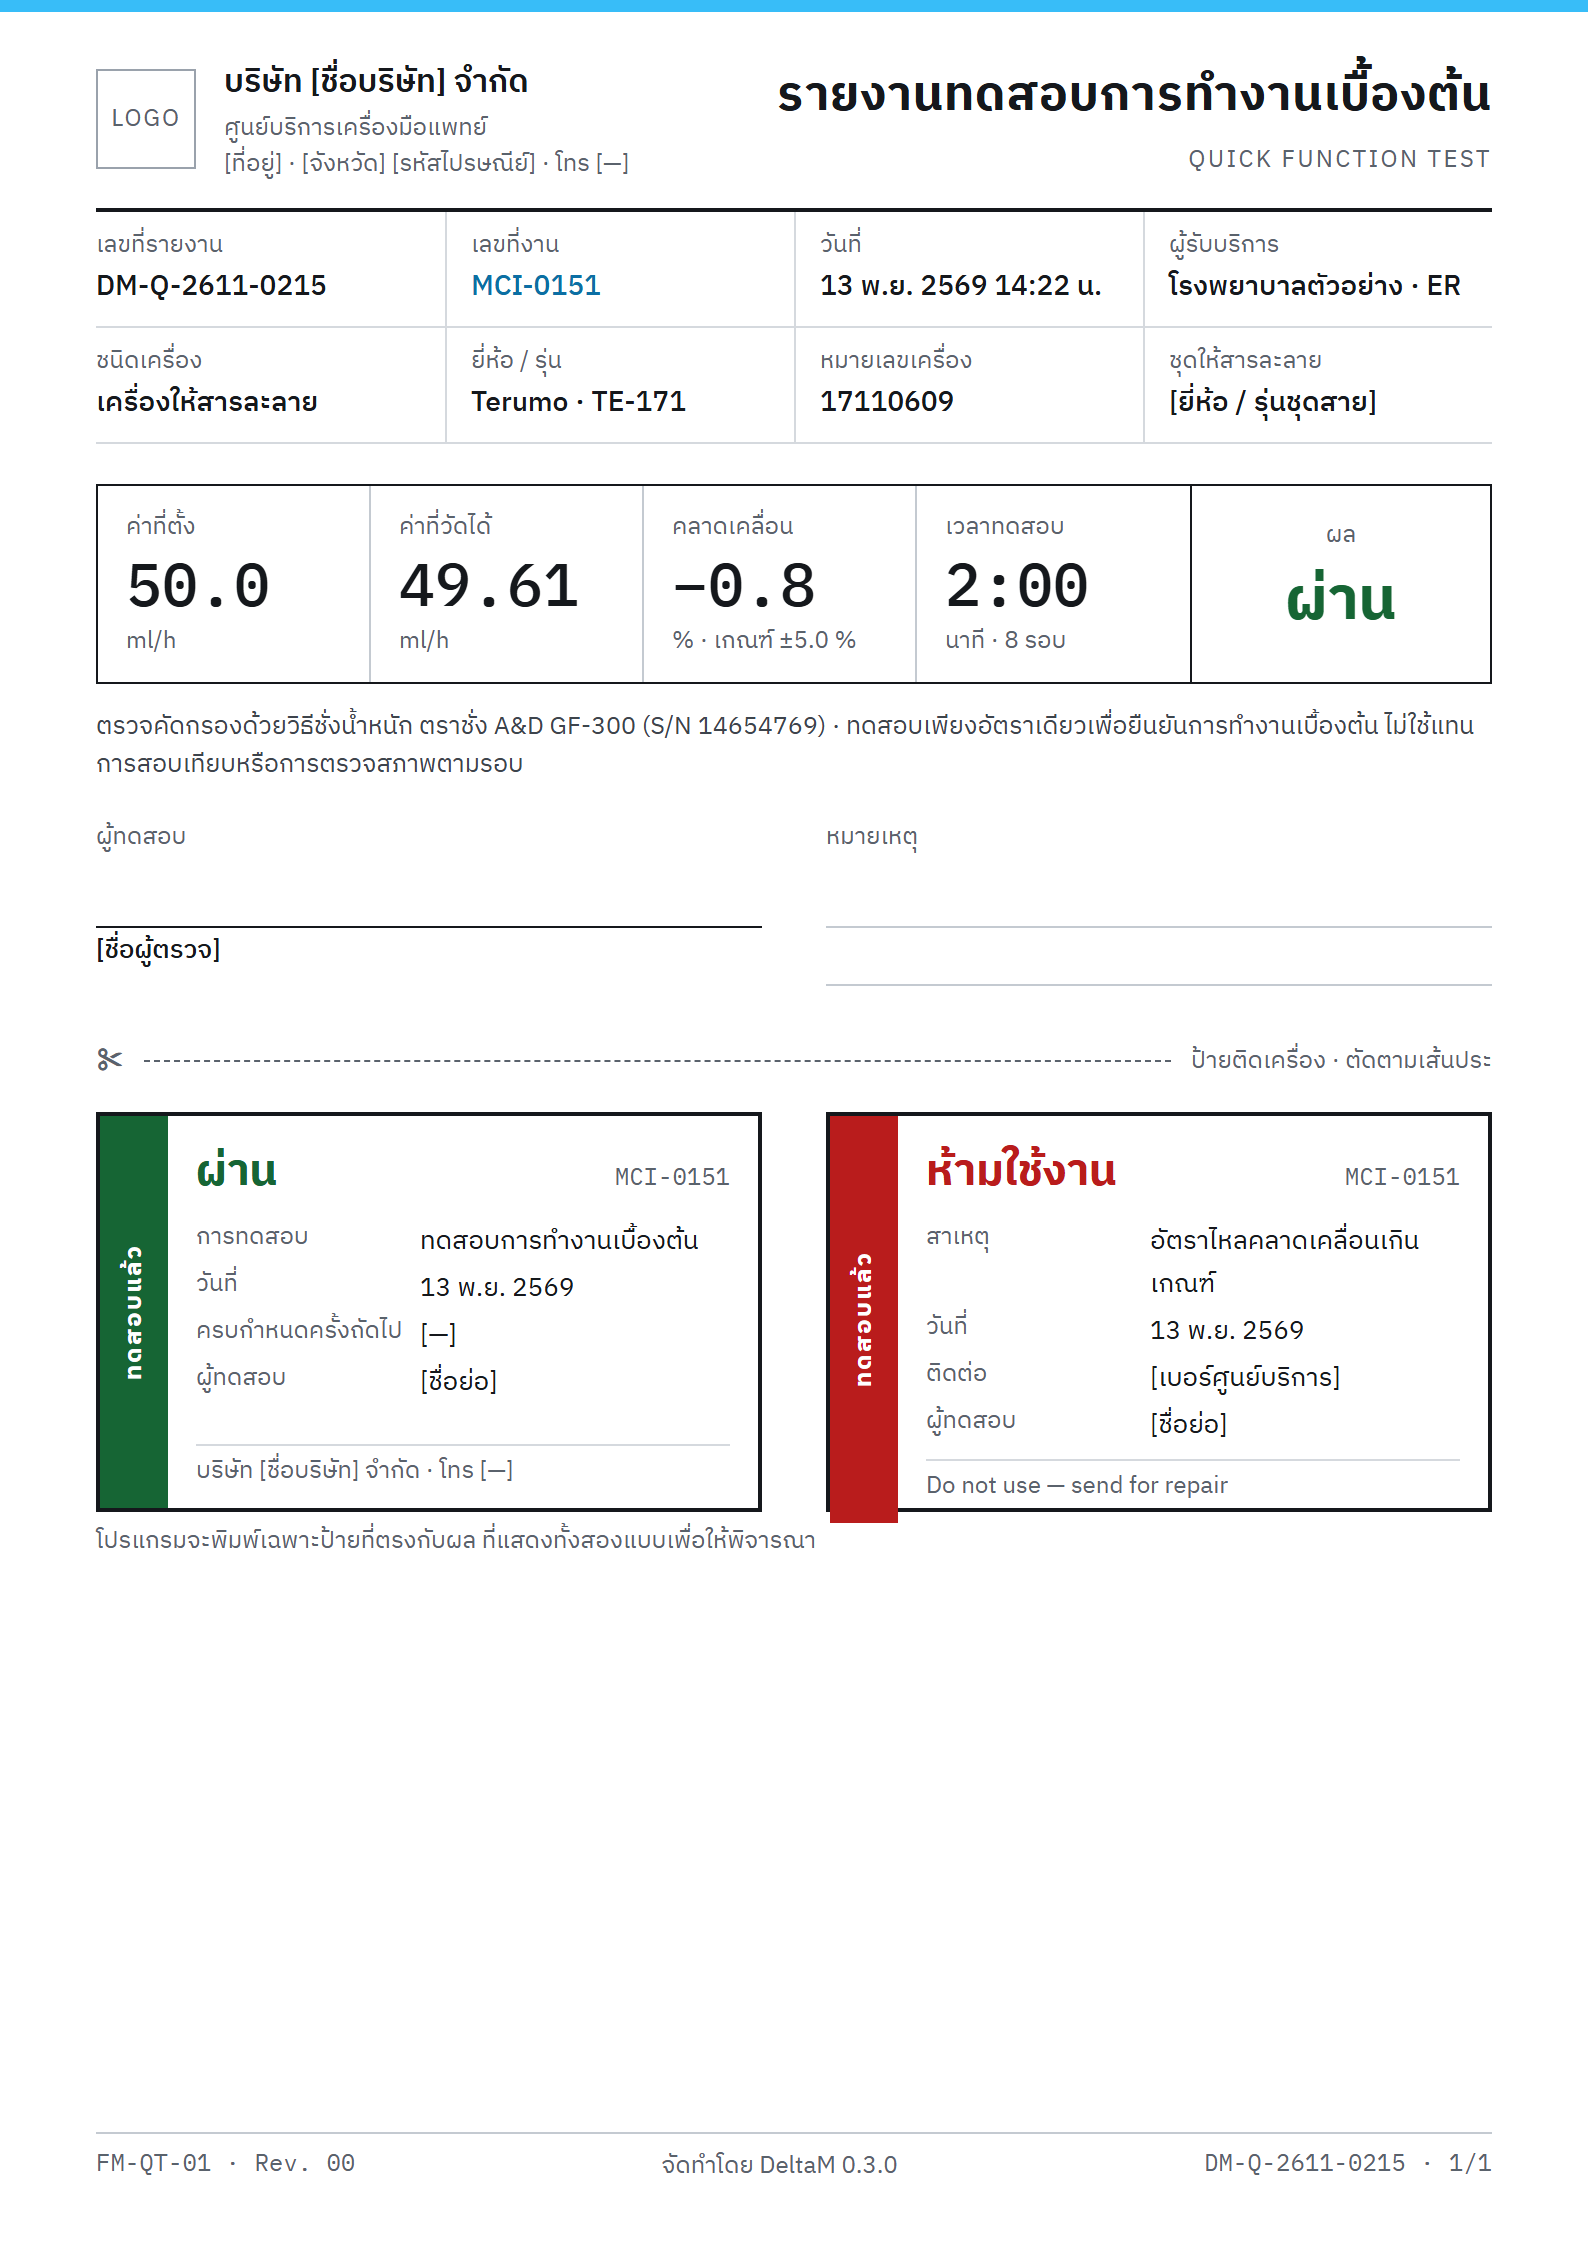 LOGO
บริษัท [ชื่อบริษัท] จำกัด
ศูนย์บริการเครื่องมือแพทย์
[ที่อยู่] · [จังหวัด] [รหัสไปรษณีย์] · โทร [—]
รายงานทดสอบการทำงานเบื้องต้น
QUICK FUNCTION TEST
เลขที่รายงาน
DM-Q-2611-0215
เลขที่งาน
MCI-0151
วันที่
13 พ.ย. 2569 14:22 น.
ผู้รับบริการ
โรงพยาบาลตัวอย่าง · ER
ชนิดเครื่อง
เครื่องให้สารละลาย
ยี่ห้อ / รุ่น
Terumo · TE-171
หมายเลขเครื่อง
17110609
ชุดให้สารละลาย
[ยี่ห้อ / รุ่นชุดสาย]
ค่าที่ตั้ง
50.0
ml/h
ค่าที่วัดได้
49.61
ml/h
คลาดเคลื่อน
−0.8
% · เกณฑ์ ±5.0 %
เวลาทดสอบ
2:00
นาที · 8 รอบ
ผล
ผ่าน
ตรวจคัดกรองด้วยวิธีชั่งน้ำหนัก ตราชั่ง A&D GF-300 (S/N 14654769) · ทดสอบเพียงอัตราเดียวเพื่อยืนยันการทำงานเบื้องต้น ไม่ใช้แทน
การสอบเทียบหรือการตรวจสภาพตามรอบ
ผู้ทดสอบ
[ชื่อผู้ตรวจ]
หมายเหตุ
ป้ายติดเครื่อง · ตัดตามเส้นประ
ทดสอบแล้ว
ผ่าน MCI-0151
การทดสอบ ทดสอบการทำงานเบื้องต้น
วันที่ 13 พ.ย. 2569
ครบกำหนดครั้งถัดไป [—]
ผู้ทดสอบ [ชื่อย่อ]
บริษัท [ชื่อบริษัท] จำกัด · โทร [—]
ทดสอบแล้ว
ห้ามใช้งาน MCI-0151
สาเหตุ อัตราไหลคลาดเคลื่อนเกิน
เกณฑ์
วันที่ 13 พ.ย. 2569
ติดต่อ [เบอร์ศูนย์บริการ]
ผู้ทดสอบ [ชื่อย่อ]
Do not use — send for repair
โปรแกรมจะพิมพ์เฉพาะป้ายที่ตรงกับผล ที่แสดงทั้งสองแบบเพื่อให้พิจารณา
FM-QT-01 · Rev. 00
จัดทำโดย DeltaM 0.3.0
DM-Q-2611-0215 · 1/1